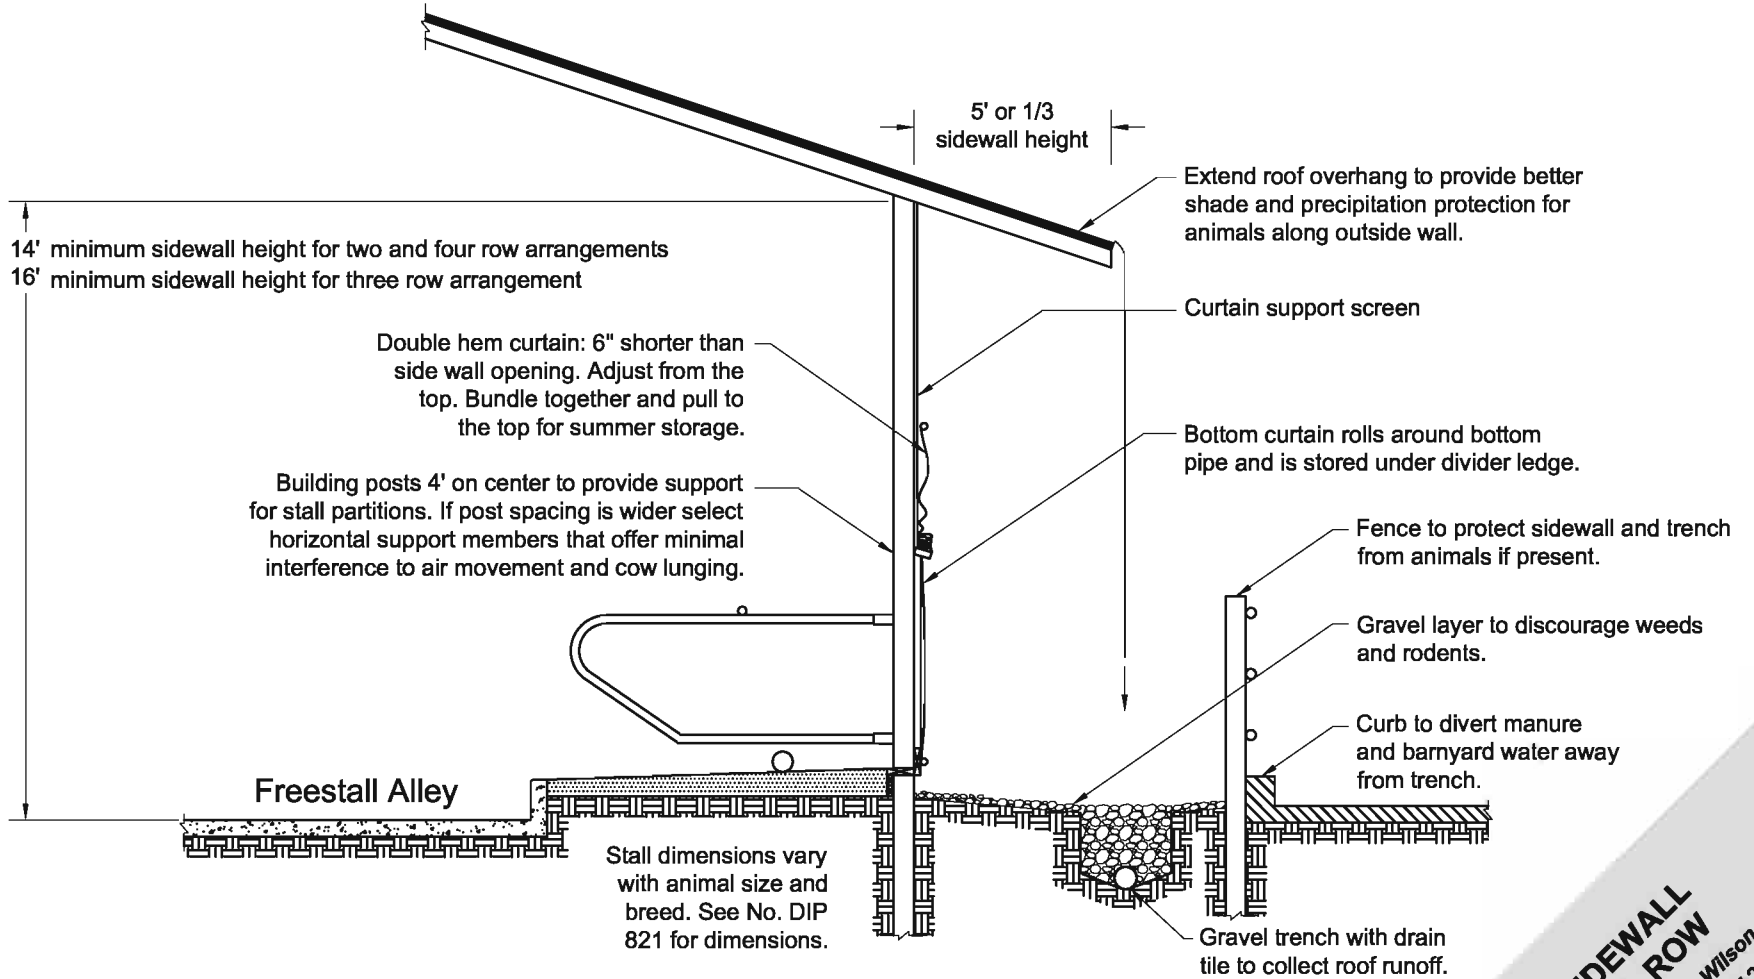 5' or 1/3
sidewall height
Extend roof overhang to provide better
shade and precipitation protection for
animals along outside wall.
14' minimum sidewall height for two and four row arrangements
16' minimum sidewall height for three row arrangement
Curtain support screen
Double hem curtain: 6" shorter than
side wall opening. Adjust from the
top. Bundle together and pull to
the top for summer storage.
Bottom curtain rolls around bottom
pipe and is stored under divider ledge.
Building posts 4' on center to provide support
for stall partitions. If post spacing is wider select
horizontal support members that offer minimal
interference to air movement and cow lunging.
Fence to protect sidewall and trench
from animals if present.
Gravel layer to discourage weeds
and rodents.
Curb to divert manure
and barnyard water away
from trench.
Freestall Alley
Stall dimensions vary
with animal size and
breed. See No. DIP
821 for dimensions.
Gravel trench with drain
tile to collect roof runoff.
ROW
Wilson